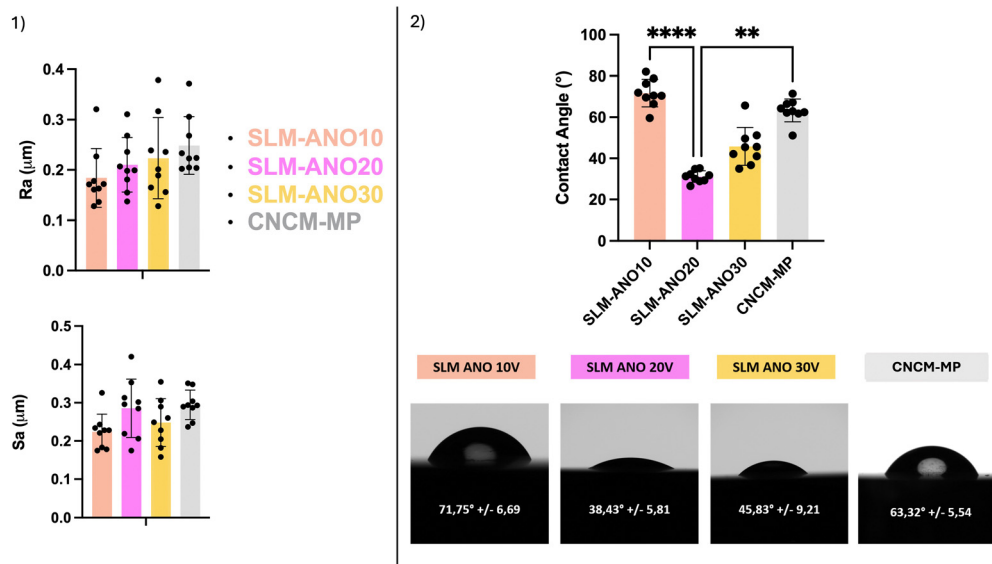 1)
Ra (μm)
0.4
0.3
0.2
0.1
0.0
SLM-ANO10
SLM-ANO20
SLM-ANO30
CNCM-MP
Sa (μm)
0.5
0.4
0.3
0.2
0.1
0.0
2)
Contact Angle (°)
100
80
60
40
20
0
**** **
SLM-ANO10
SLM-ANO20
SLM-ANO30
CNCM-MP
SLM ANO 10V
SLM ANO 20V
SLM ANO 30V
CNCM-MP
71,75° +/- 6,69
38,43° +/- 5,81
45,83° +/- 9,21
63,32° +/- 5,54